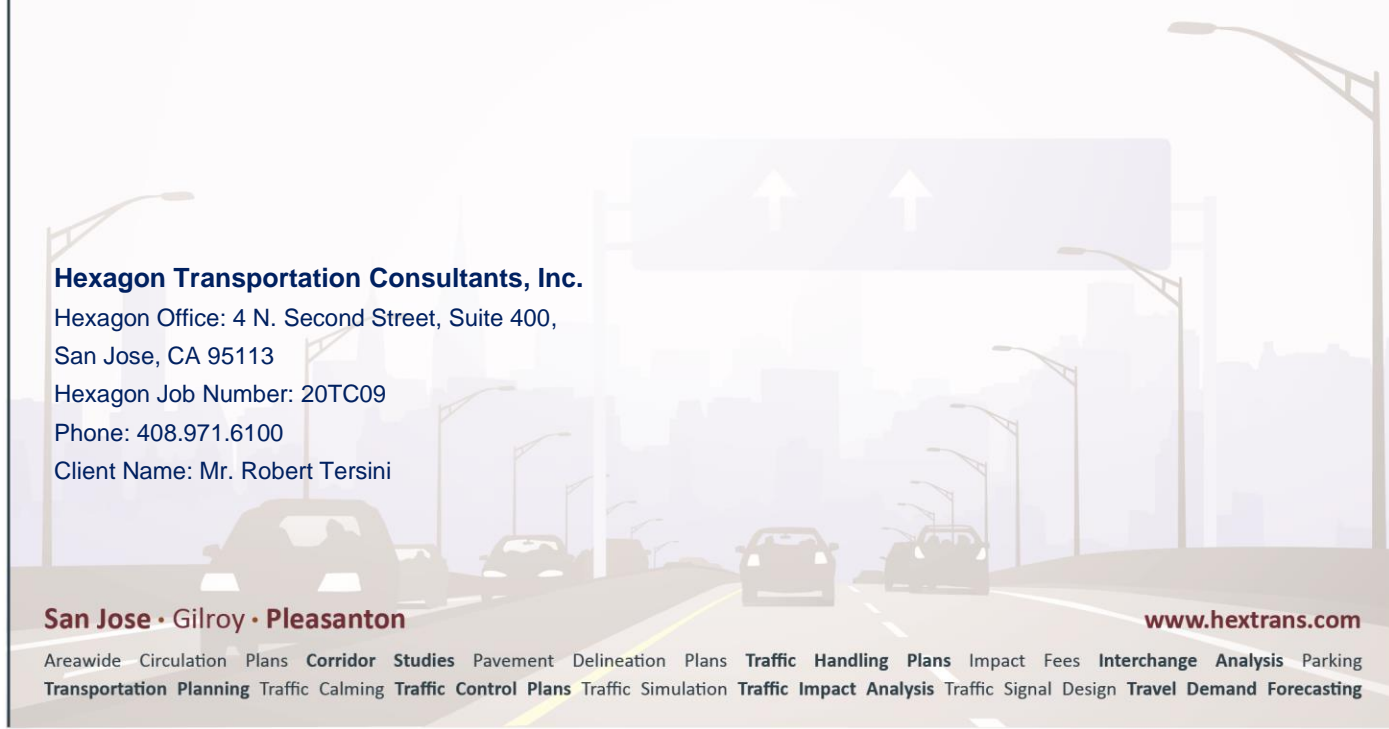 Hexagon Transportation Consultants, Inc.
Hexagon Office: 4 N. Second Street, Suite 400,
San Jose, CA 95113
Hexagon Job Number: 20TC09
Phone: 408.971.6100
Client Name: Mr. Robert Tersini
San Jose · Gilroy · Pleasanton
www.hextrans.com
Areawide Circulation Plans Corridor Studies Pavement Delineation Plans Traffic Handling Plans Impact Fees Interchange Analysis Parking
Transportation Planning Traffic Calming Traffic Control Plans Traffic Simulation Traffic Impact Analysis Traffic Signal Design Travel Demand Forecasting